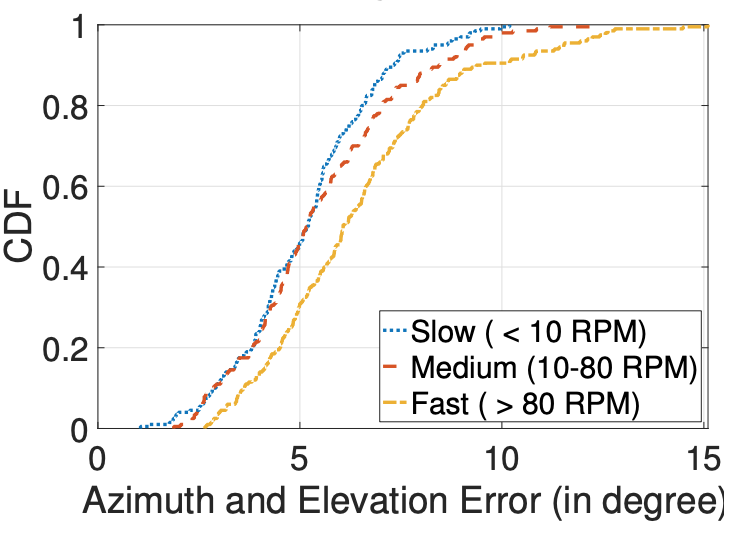 1
0.8
0.6
0.4
0.2
0
CDF
Slow ( < 10 RPM)
Medium (10-80 RPM)
Fast ( > 80 RPM)
0 5 10 15
Azimuth and Elevation Error (in degree)